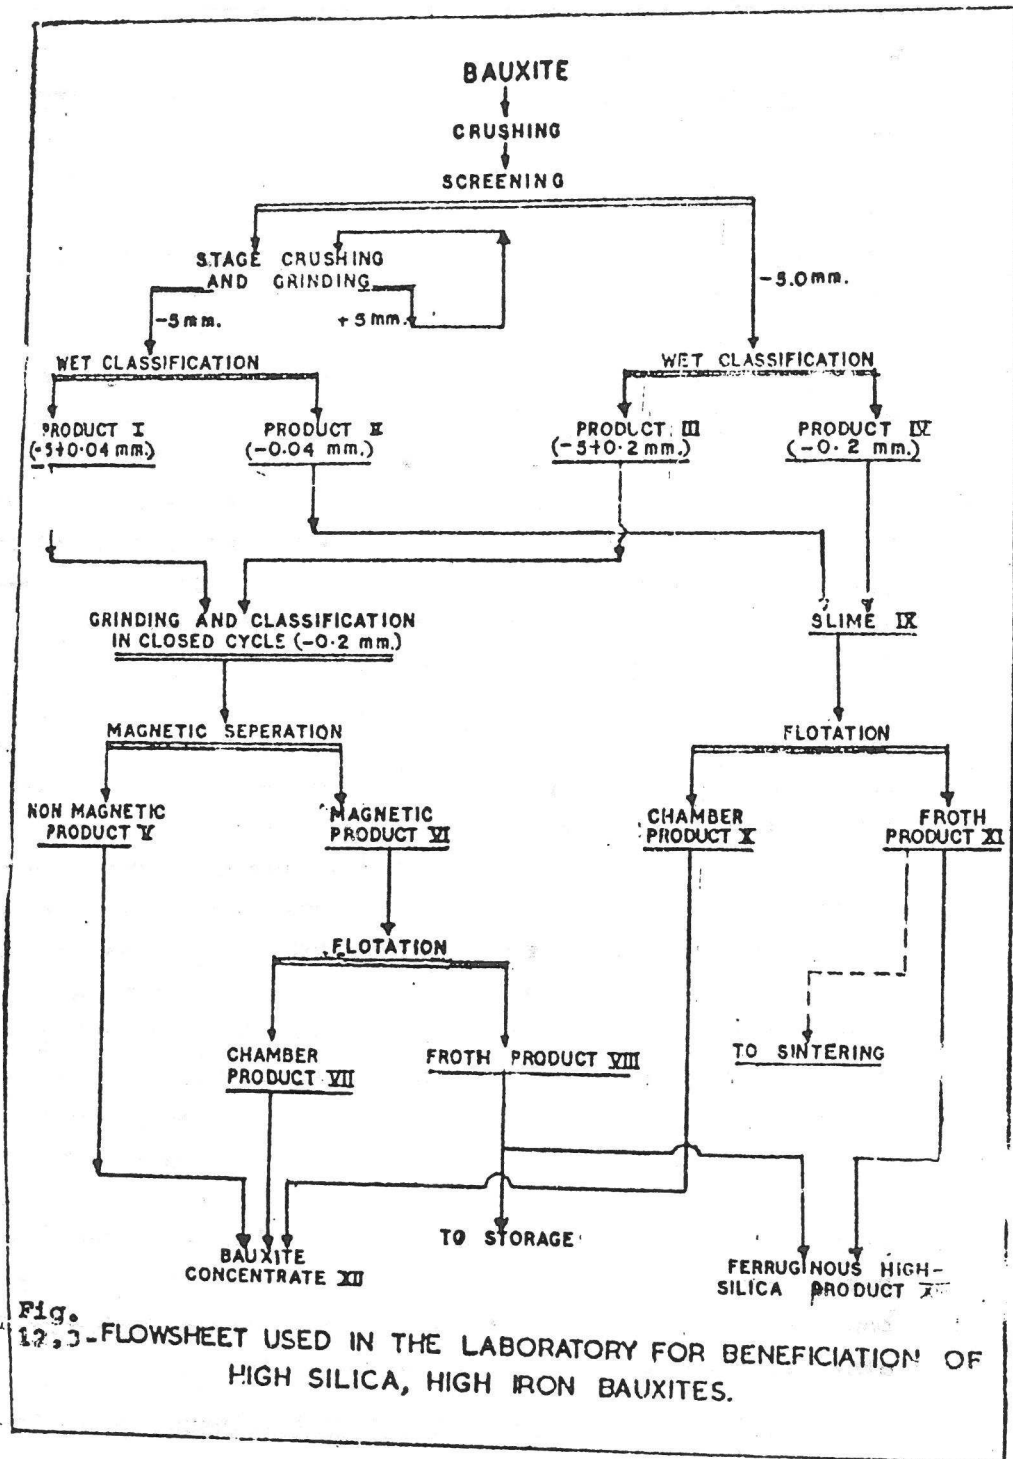 BAUXITE
CRUSHING
SCREENING
STAGE CRUSHING
AND GRINDING
-5.0mm.
-5mm.
+5mm.
WET CLASSIFICATION
WET CLASSIFICATION
PRODUCT I
(-5+0.04 mm.)
PRODUCT II
(-0.04 mm.)
PRODUCT III
(-5+0.2 mm.)
PRODUCT IV
(-0.2 mm.)
GRINDING AND CLASSIFICATION
IN CLOSED CYCLE (-0.2 mm.)
SLIME IX
MAGNETIC SEPERATION
FLOTATION
NON MAGNETIC
PRODUCT V
MAGNETIC
PRODUCT VI
CHAMBER
PRODUCT X
FROTH
PRODUCT XI
FLOTATION
CHAMBER
PRODUCT VII
FROTH PRODUCT VIII
TO SINTERING
TO STORAGE
BAUXITE
CONCENTRATE XII
FERRUGINOUS HIGH-
SILICA PRODUCT
Fig.
FLOWSHEET USED IN THE LABORATORY FOR BENEFICIATION OF
HIGH SILICA, HIGH IRON BAUXITES.